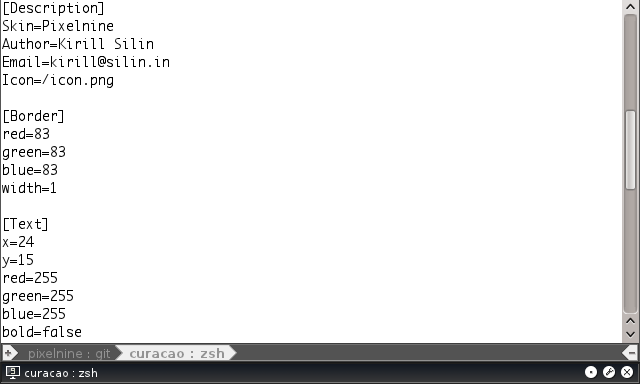 [Description]
Skin=Pixelnine
Author=Kirill Silin
Email=kirill@silin.in
Icon=/icon.png
[Border]
red=83
green=83
blue=83
width=1
[Text]
x=24
y=15
red=255
green=255
blue=255
bold=false
pixelnine : git
curacao : zsh
curacao : zsh